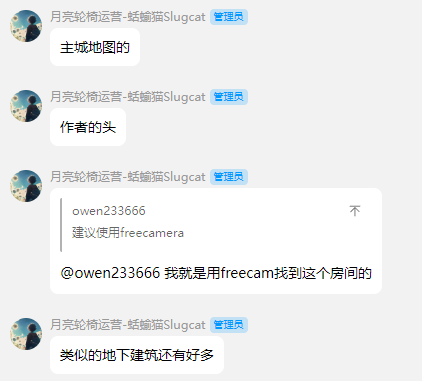 月亮轮椅运营-蛞蝓猫Slugcat 管理员
主城地图的
月亮轮椅运营-蛞蝓猫Slugcat 管理员
作者的头
月亮轮椅运营-蛞蝓猫Slugcat 管理员
owen233666
建议使用freecamera
@owen233666 我就是用freecam找到这个房间的
月亮轮椅运营-蛞蝓猫Slugcat 管理员
类似的地下建筑还有好多